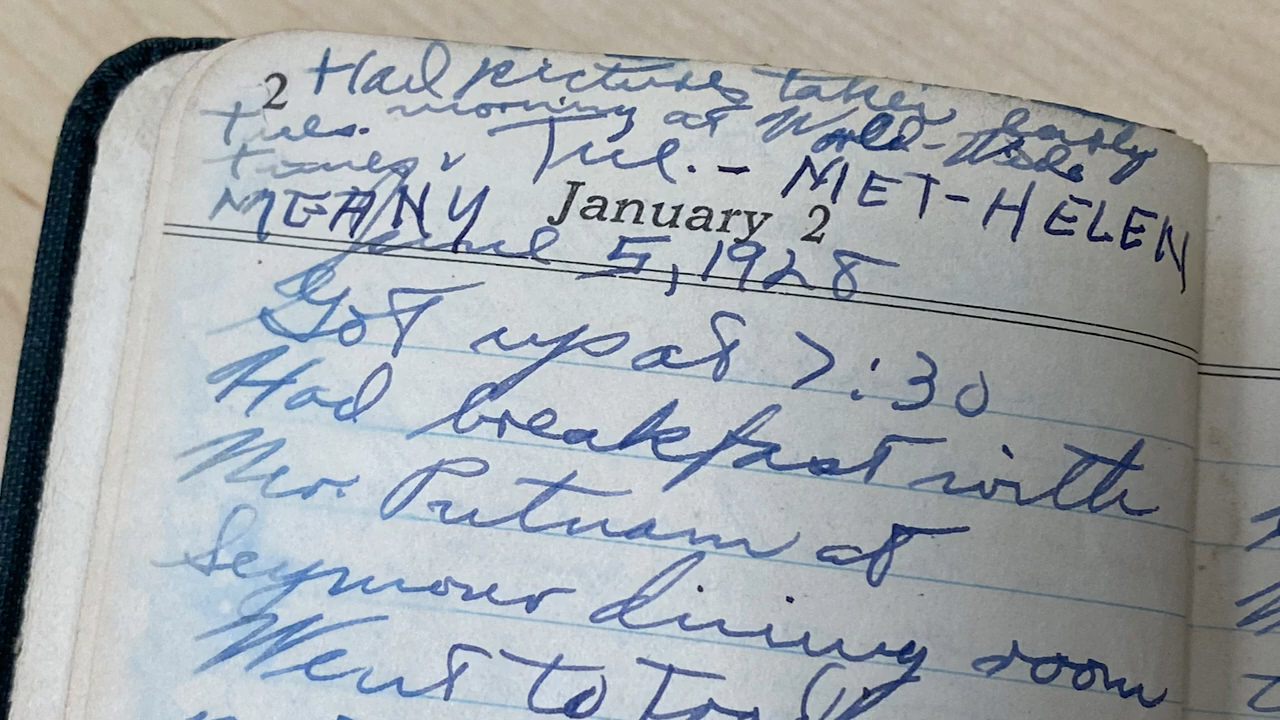 2 Had pictures taken early
Tues. morning at World-Wide
times. Tue. - MET-HELEN
MEANY January 2
June 5, 1928
Got up at 7:30
Had breakfast with
Mr. Putnam at
Seymour dining room
Went to